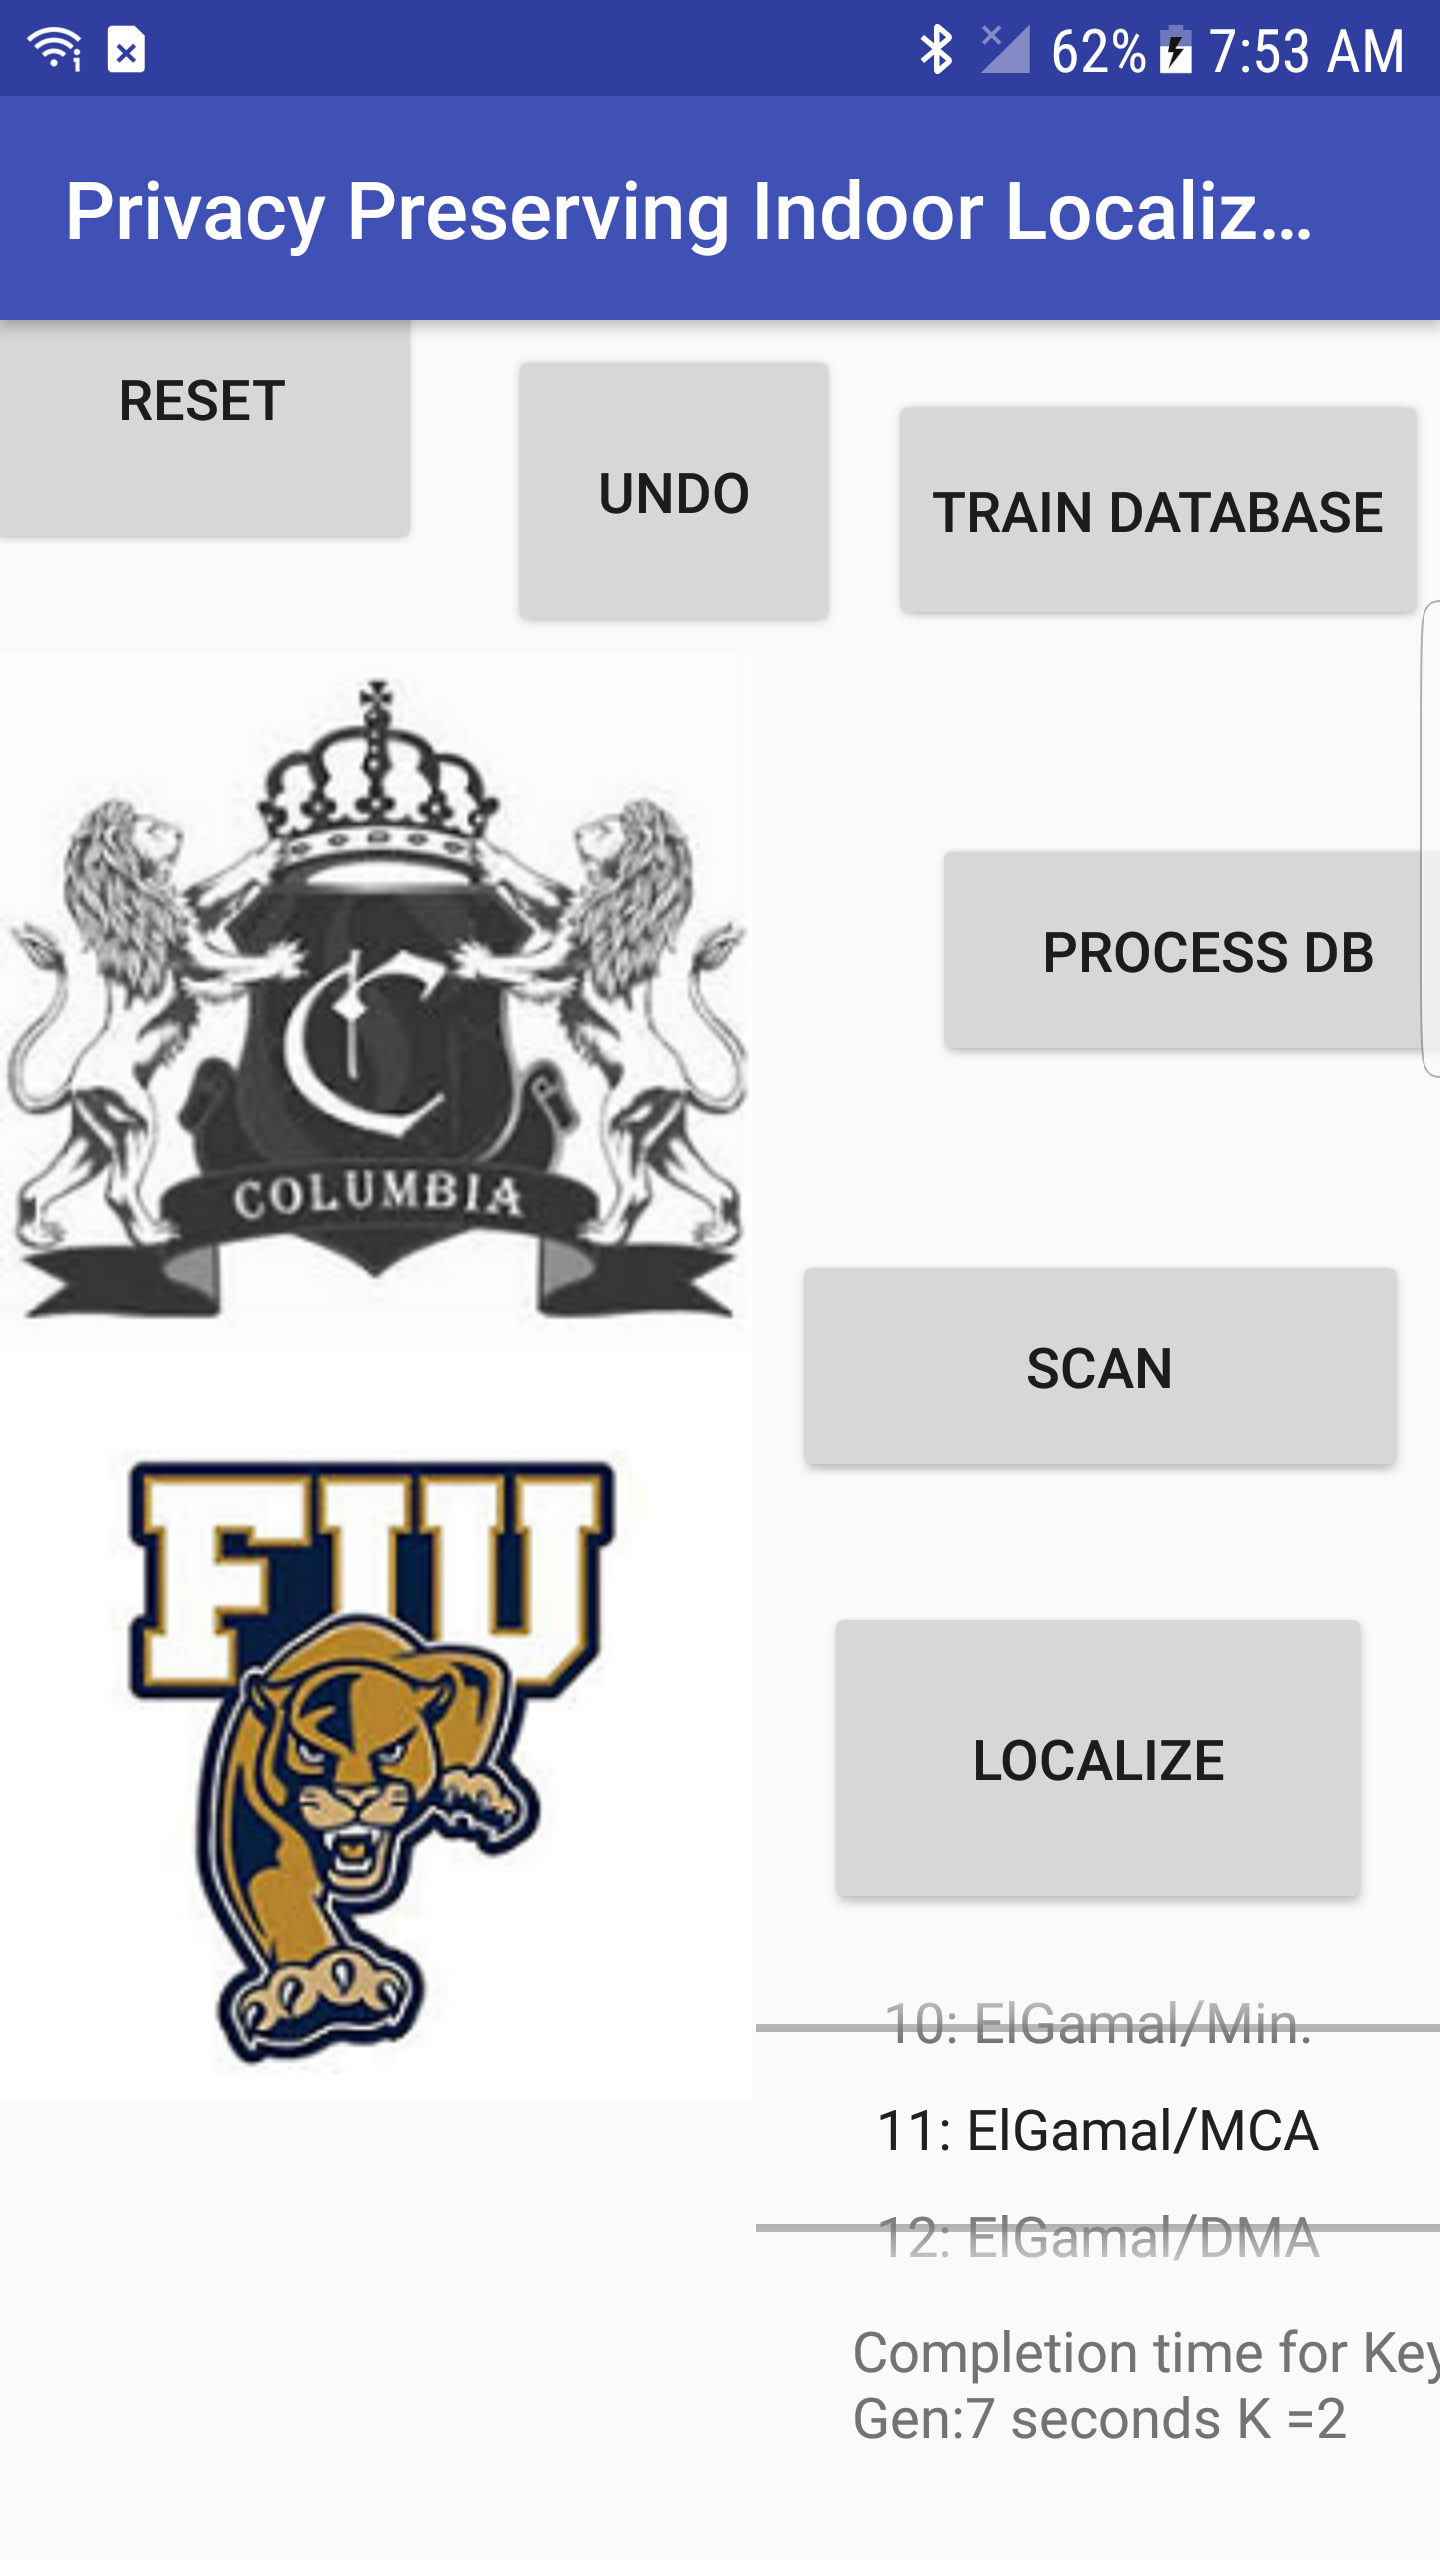 62% 7:53 AM
Privacy Preserving Indoor Localiz...
RESET
UNDO
TRAIN DATABASE
PROCESS DB
C
COLUMBIA
SCAN
FIU
LOCALIZE
10: ElGamal/Min.
11: ElGamal/MCA
12: ElGamal/DMA
Completion time for Key
Gen:7 seconds K =2